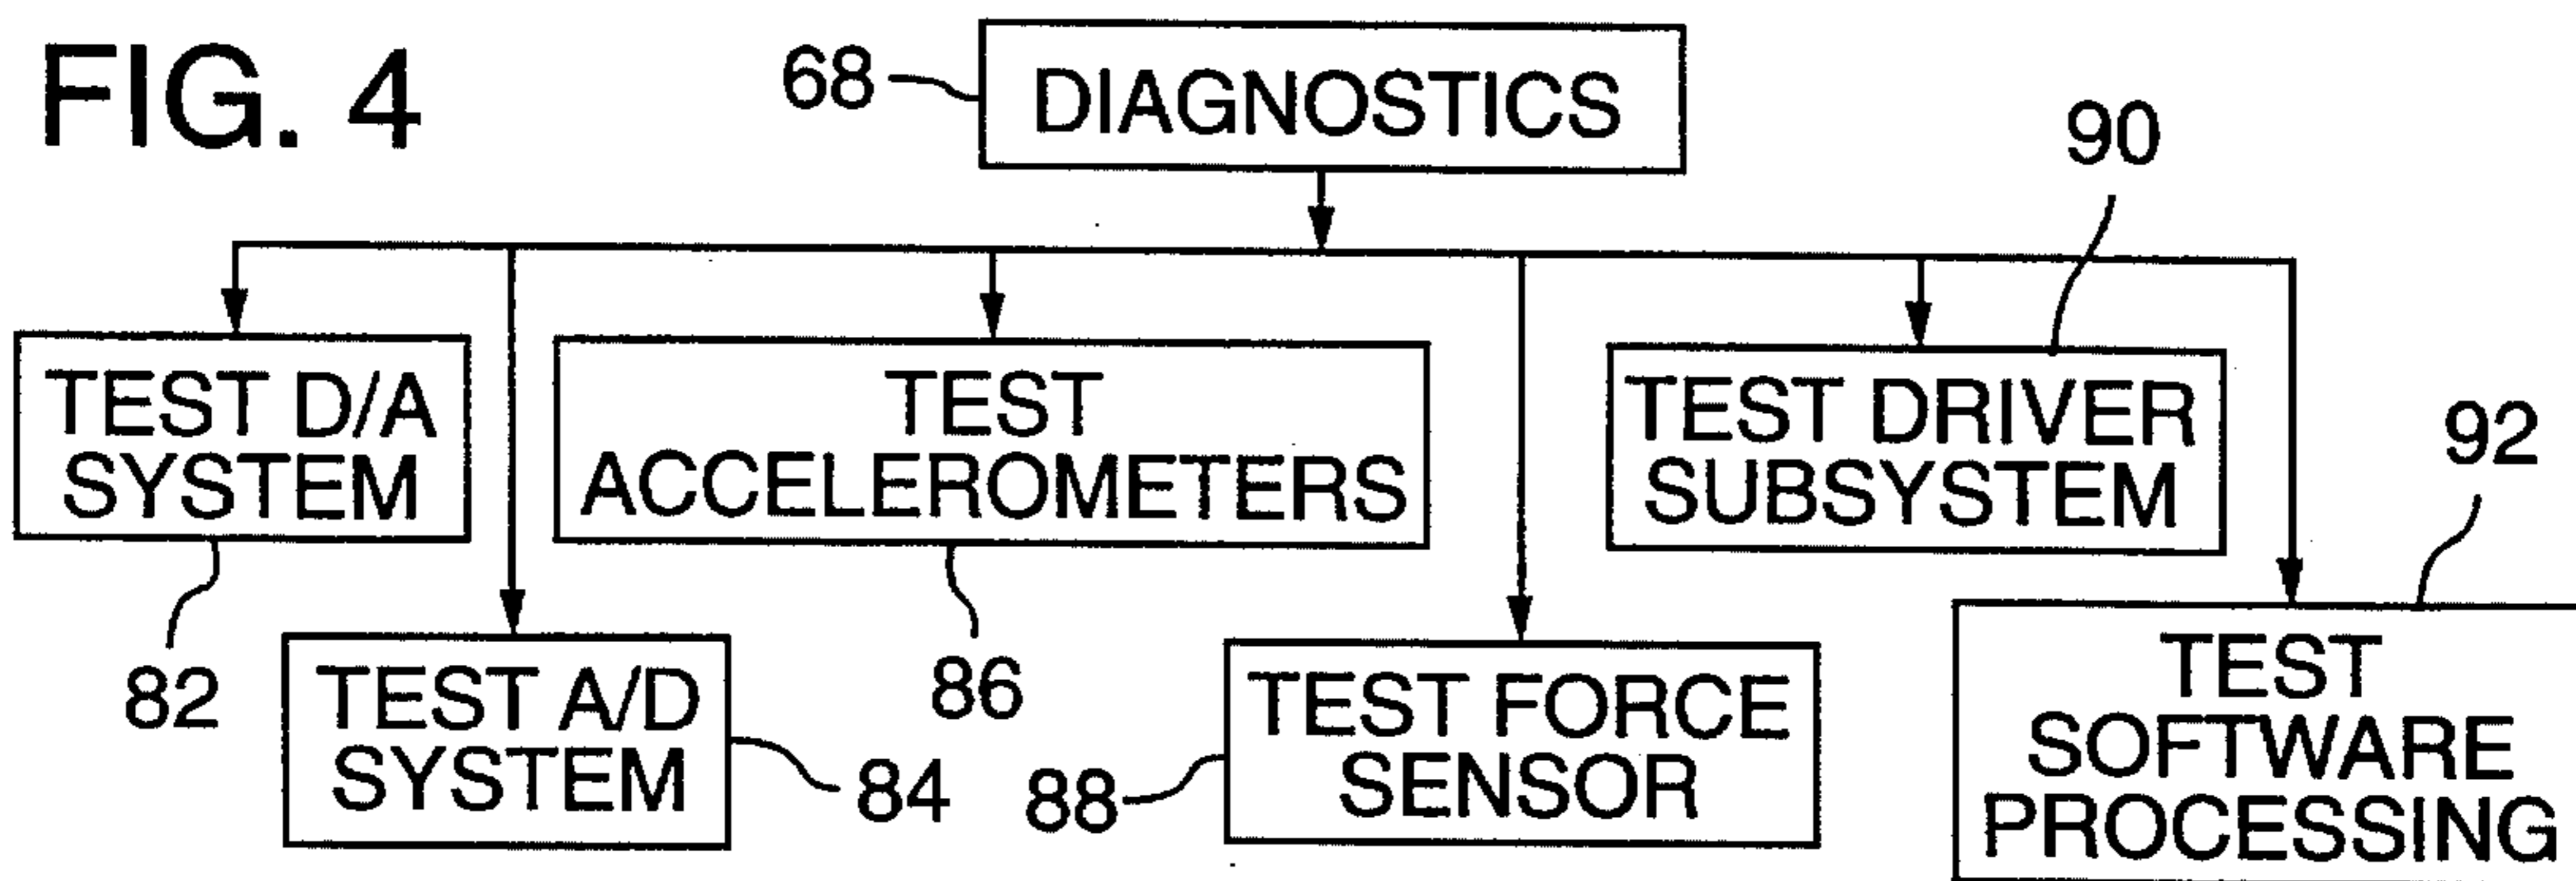 FIG. 4
68
DIAGNOSTICS
90
TEST D/A
SYSTEM
TEST
ACCELEROMETERS
TEST DRIVER
SUBSYSTEM
92
82
TEST A/D
SYSTEM
84
86
88
TEST FORCE
SENSOR
TEST
SOFTWARE
PROCESSING